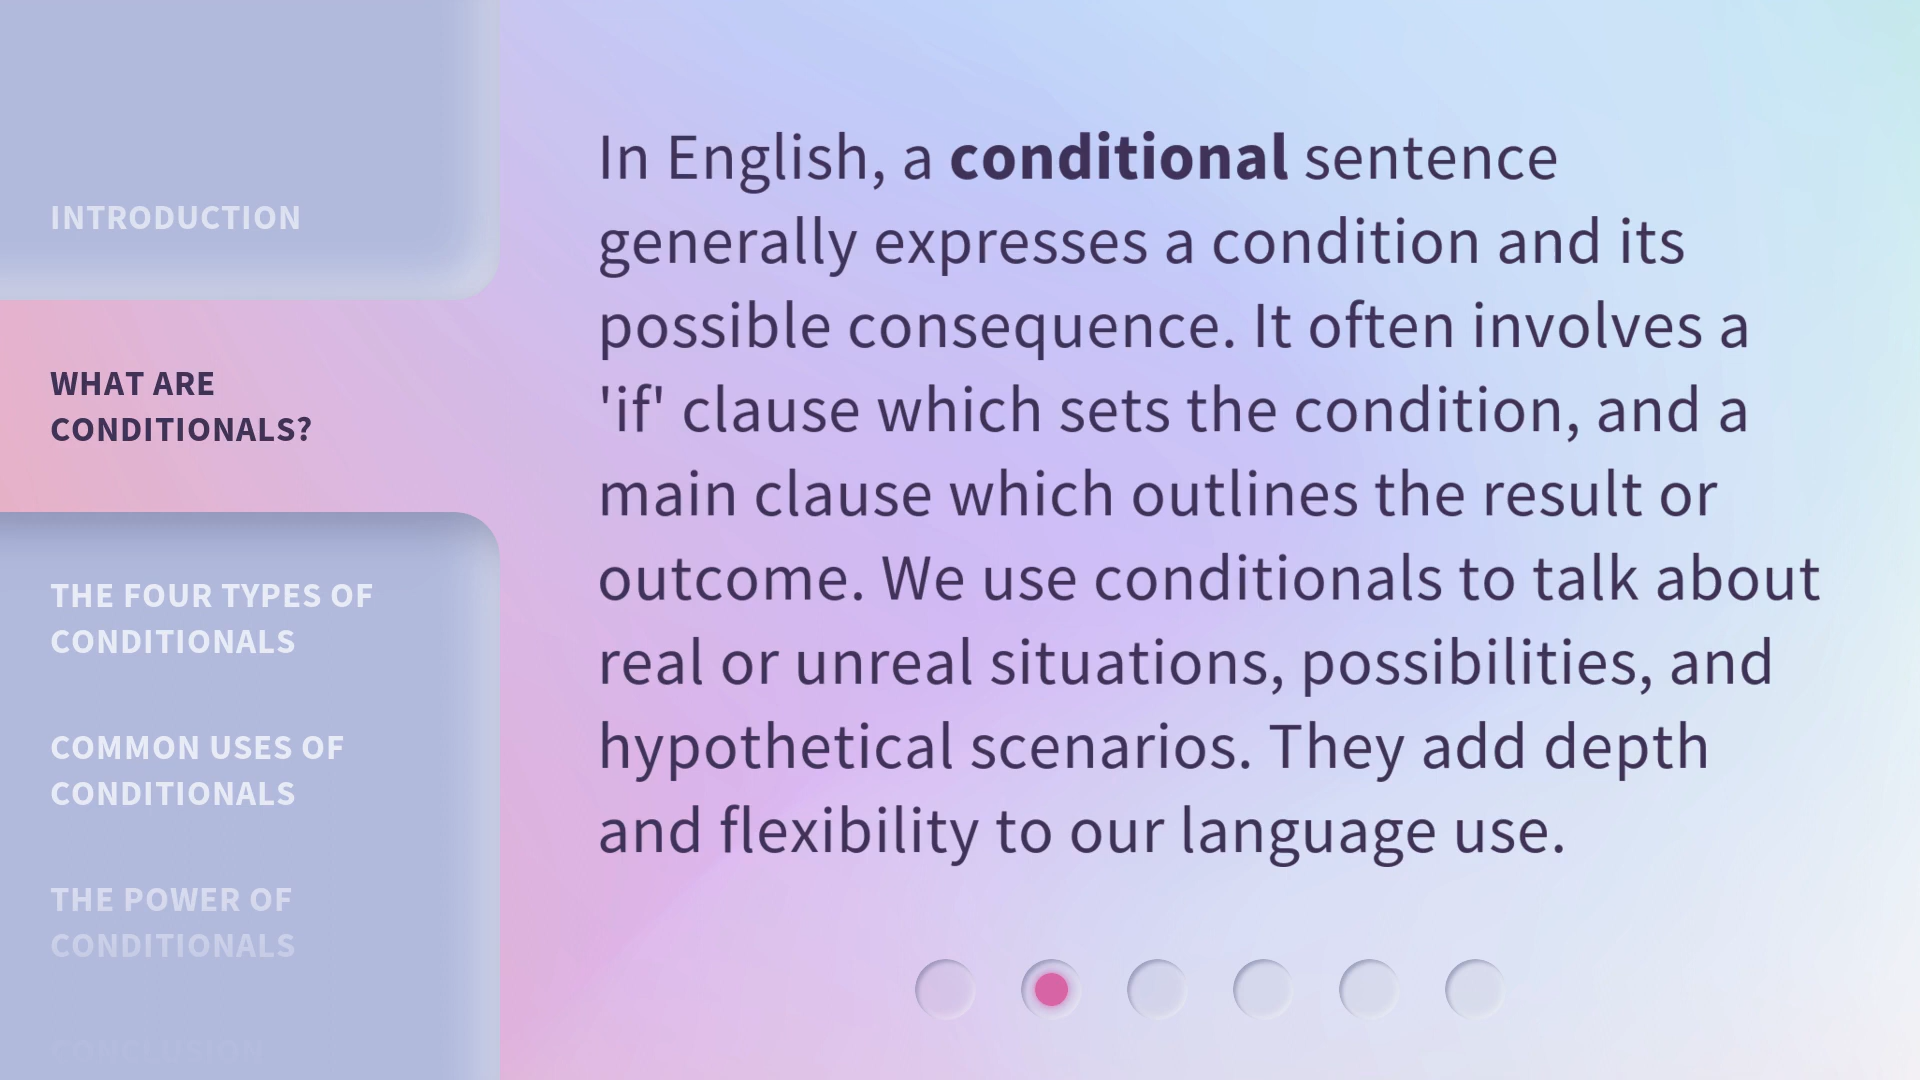 INTRODUCTION
WHAT ARE
CONDITIONALS?
THE FOUR TYPES OF
CONDITIONALS
COMMON USES OF
CONDITIONALS
THE POWER OF
CONDITIONALS
CONCLUSION
In English, a conditional sentence
generally expresses a condition and its
possible consequence. It often involves a
'if' clause which sets the condition, and a
main clause which outlines the result or
outcome. We use conditionals to talk about
real or unreal situations, possibilities, and
hypothetical scenarios. They add depth
and flexibility to our language use.